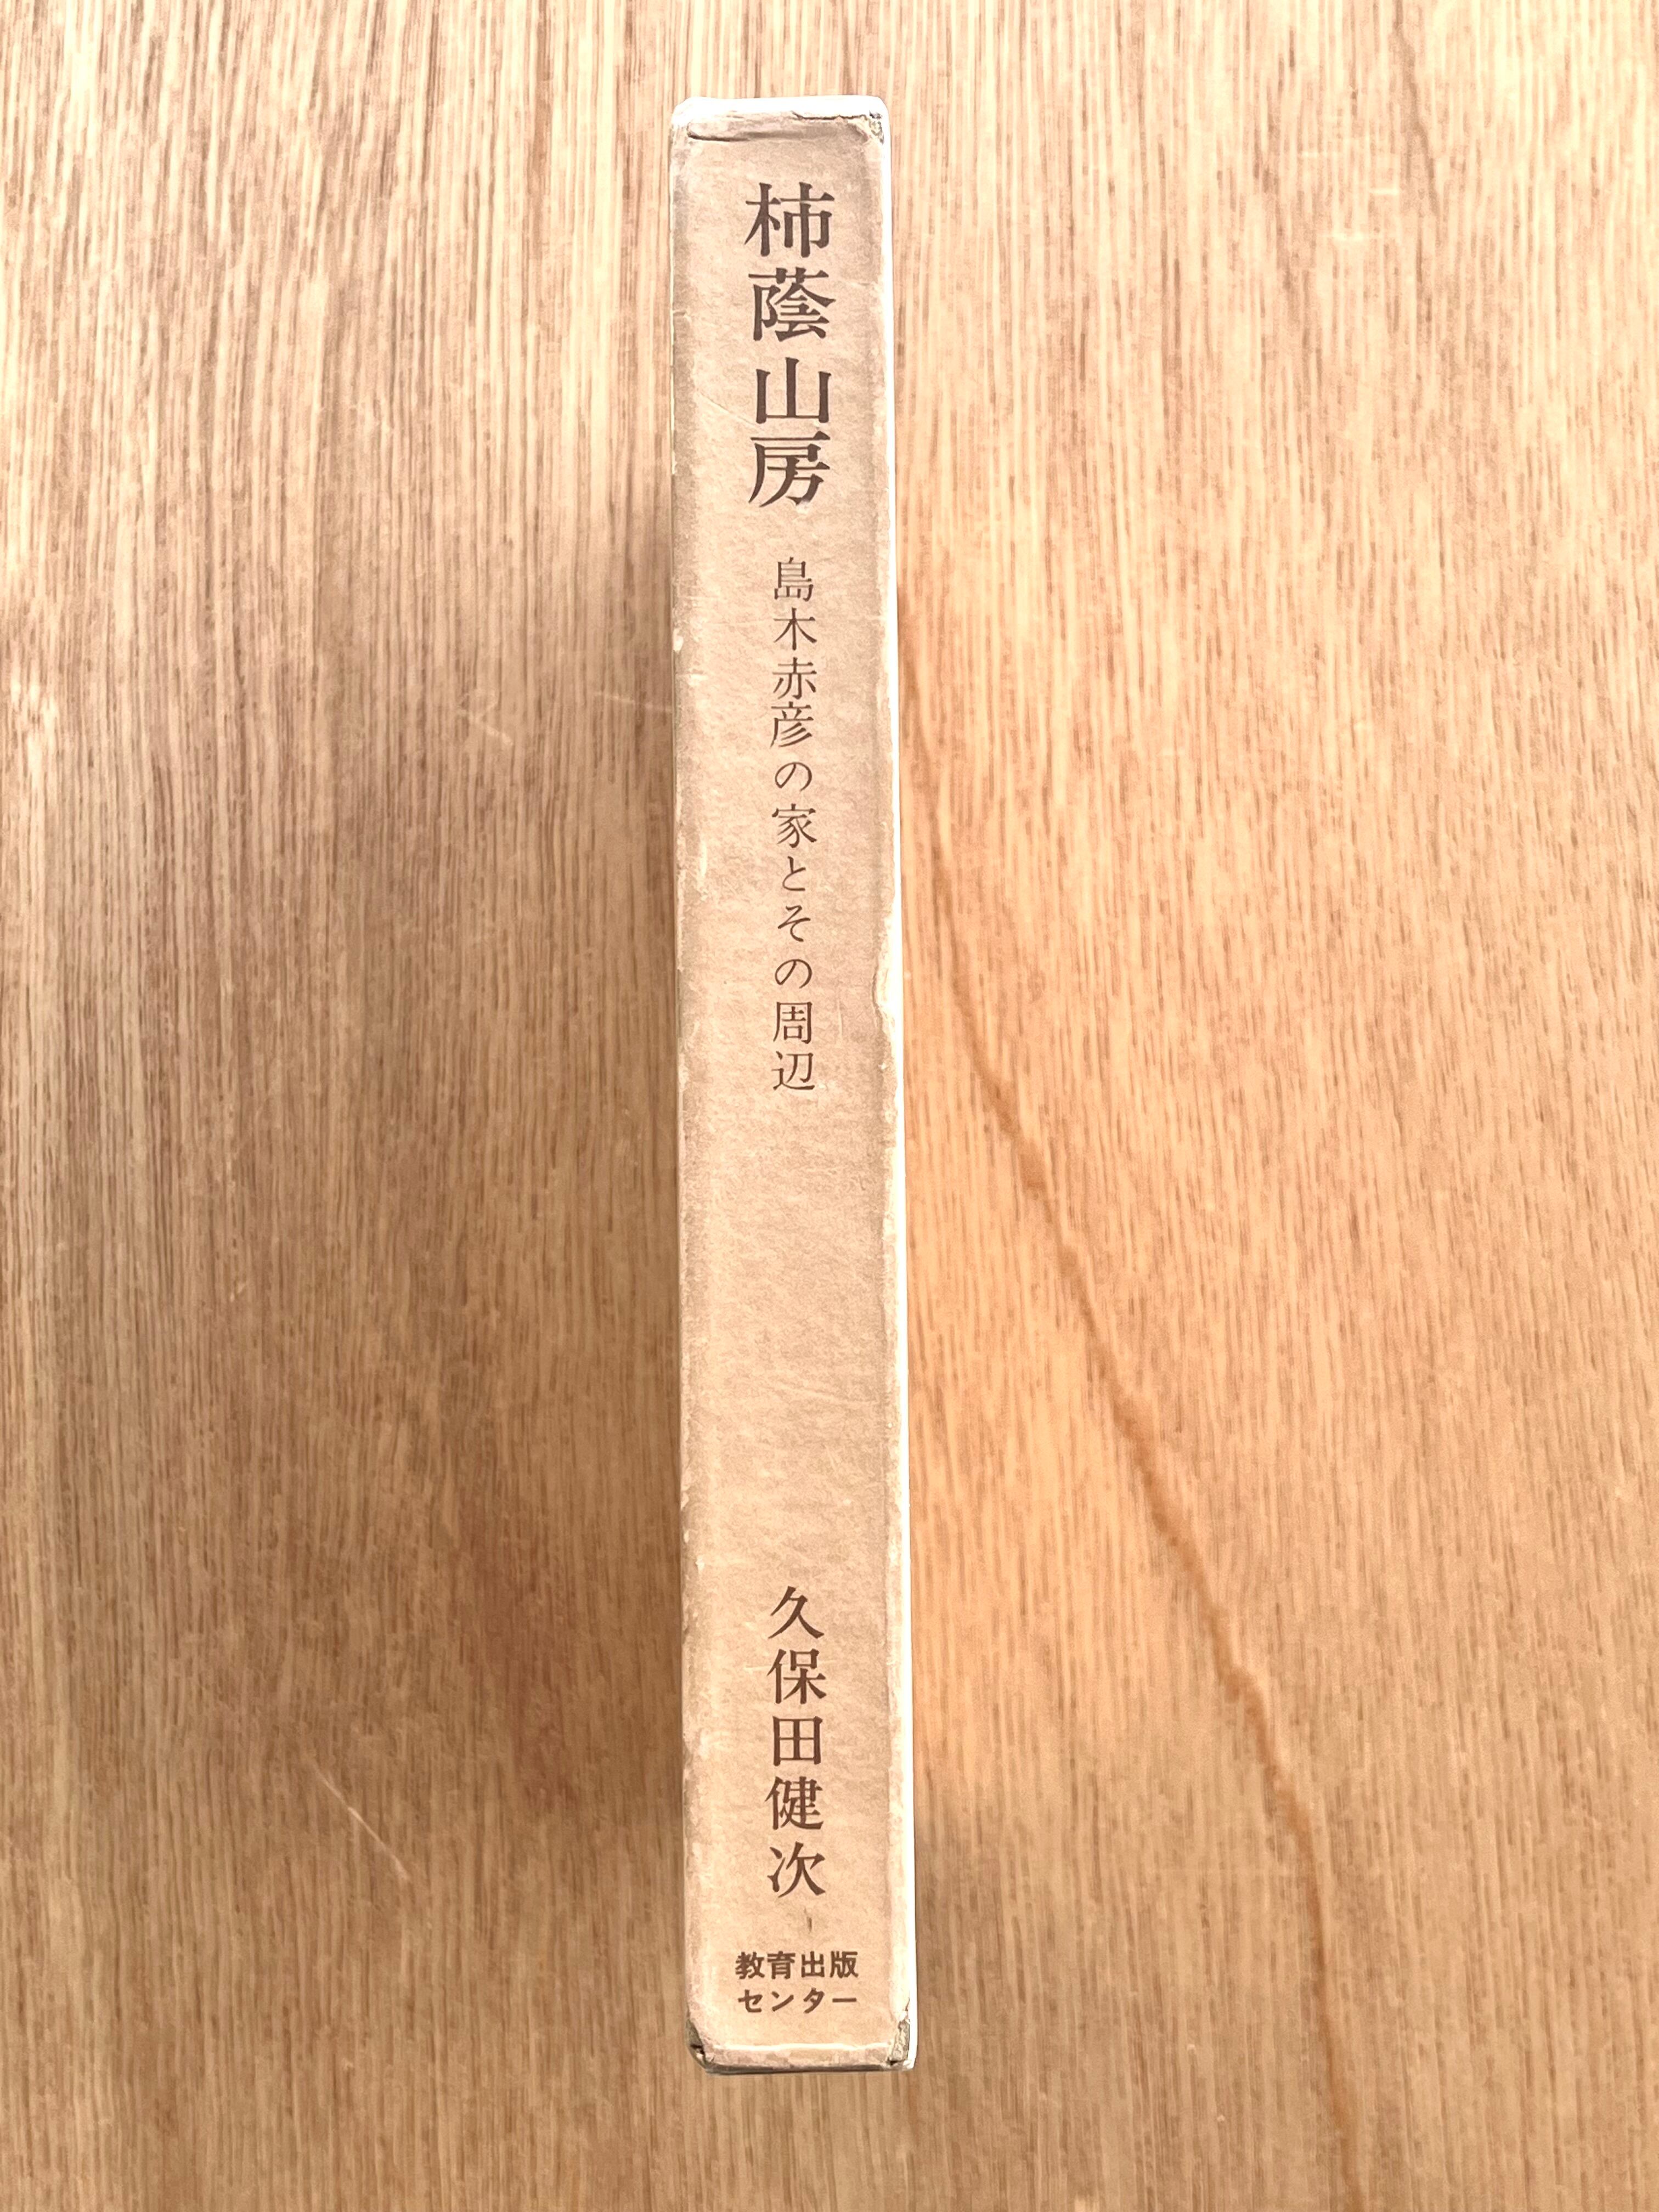 柿蔭山房
島木赤彦の家とその周辺
久保田健次
教育出版
センター